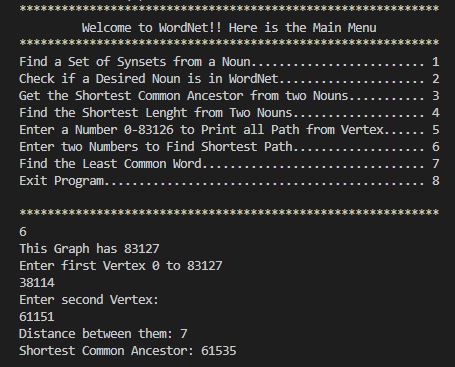 ************************************************************
Welcome to WordNet!! Here is the Main Menu
************************************************************
Find a Set of Synsets from a Noun......................... 1
Check if a Desired Noun is in WordNet..................... 2
Get the Shortest Common Ancestor from two Nouns........... 3
Find the Shortest Lenght from Two Nouns................... 4
Enter a Number 0-83126 to Print all Path from Vertex...... 5
Enter two Numbers to Find Shortest Path................... 6
Find the Least Common Word................................ 7
Exit Program.............................................. 8
************************************************************
6
This Graph has 83127
Enter first Vertex 0 to 83127
38114
Enter second Vertex:
61151
Distance between them: 7
Shortest Common Ancestor: 61535